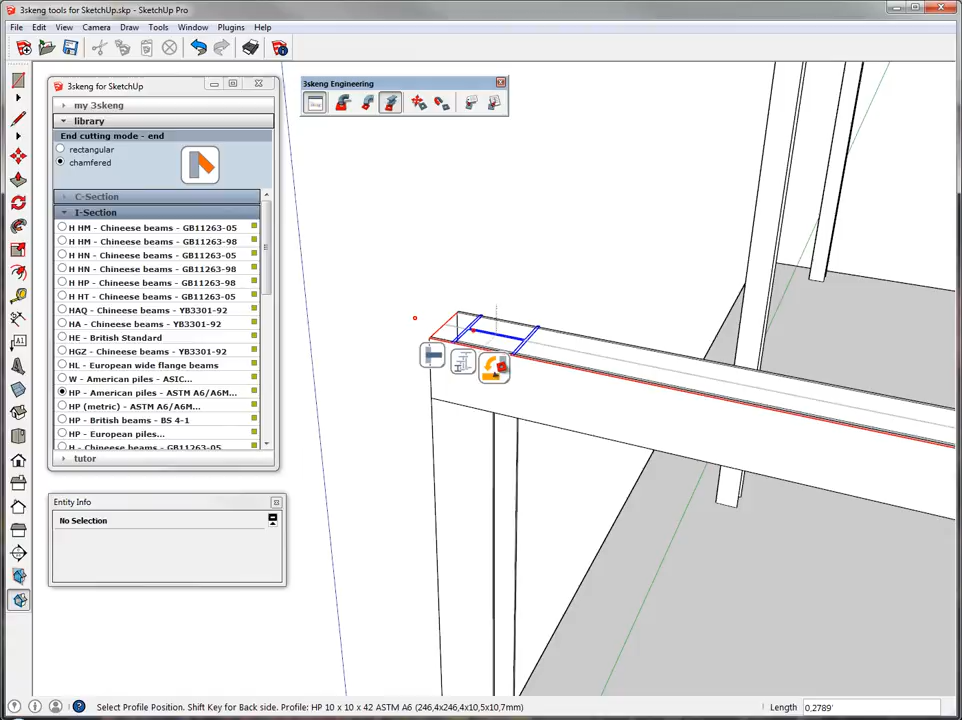 3skeng tools for SketchUp.skp - SketchUp Pro
File Edit View Camera Draw Tools Window Plugins Help
3skeng for SketchUp
my 3skeng
library
End cutting mode - end
rectangular
chamfered
C-Section
I-Section
H HM - Chineese beams - GB11263-05
H HM - Chineese beams - GB11263-98
H HN - Chineese beams - GB11263-05
H HN - Chineese beams - GB11263-98
H HP - Chineese beams - GB11263-98
H HT - Chineese beams - GB11263-05
HAQ - Chineese beams - YB3301-92
HA - Chineese beams - YB3301-92
HE - British Standard
HGZ - Chineese beams - YB3301-92
HL - European wide flange beams
W - American piles - ASIC...
HP - American piles - ASTM A6/A6M...
HP (metric) - ASTM A6/A6M...
HP - British beams - BS 4-1
HP - European piles...
H - Chineese beams - GB11263-05
tutor
3skeng Engineering
Entity Info
No Selection
A1
Select Profile Position. Shift Key for Back side. Profile: HP 10 x 10 x 42 ASTM A6 (246,4x246,4x10,5x10,7mm)
Length 0.2789'